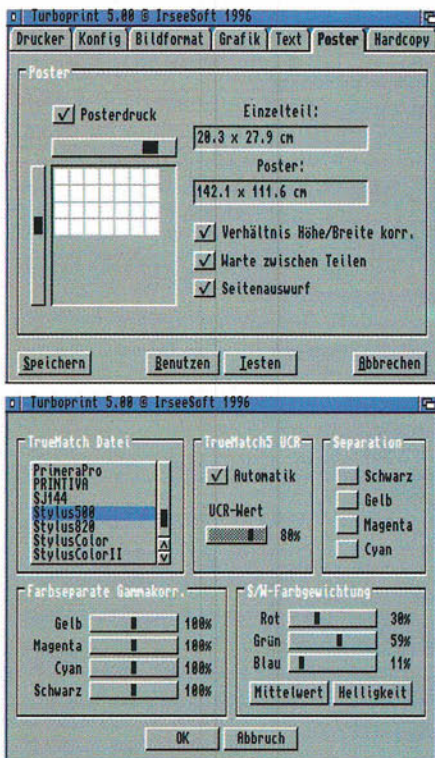 Turboprint 5.00 © IrseeSoft 1996
Drucker Konfig Bildformat Grafik Text Poster Hardcopy
Poster
Posterdruck
Einzelteil:
20.3 x 27.9 cm
Poster:
142.1 x 111.6 cm
Verhältnis Höhe/Breite korr.
Warte zwischen Teilen
Seitenauswurf
Speichern Benutzen Testen Abbrechen
Turboprint 5.00 © IrseeSoft 1996
TrueMatch Datei
PrimeraPro
PRINTIVA
SJ144
Stylus500
Stylus820
StylusColor
StylusColorII
TrueMatch5 UCR
Automatik
UCR-Wert
80%
Separation
Schwarz
Gelb
Magenta
Cyan
Farbseparate Gammakorr.
Gelb 100%
Magenta 100%
Cyan 100%
Schwarz 100%
S/W-Farbgewichtung
Rot 30%
Grün 59%
Blau 11%
Mittelwert Helligkeit
OK Abbruch